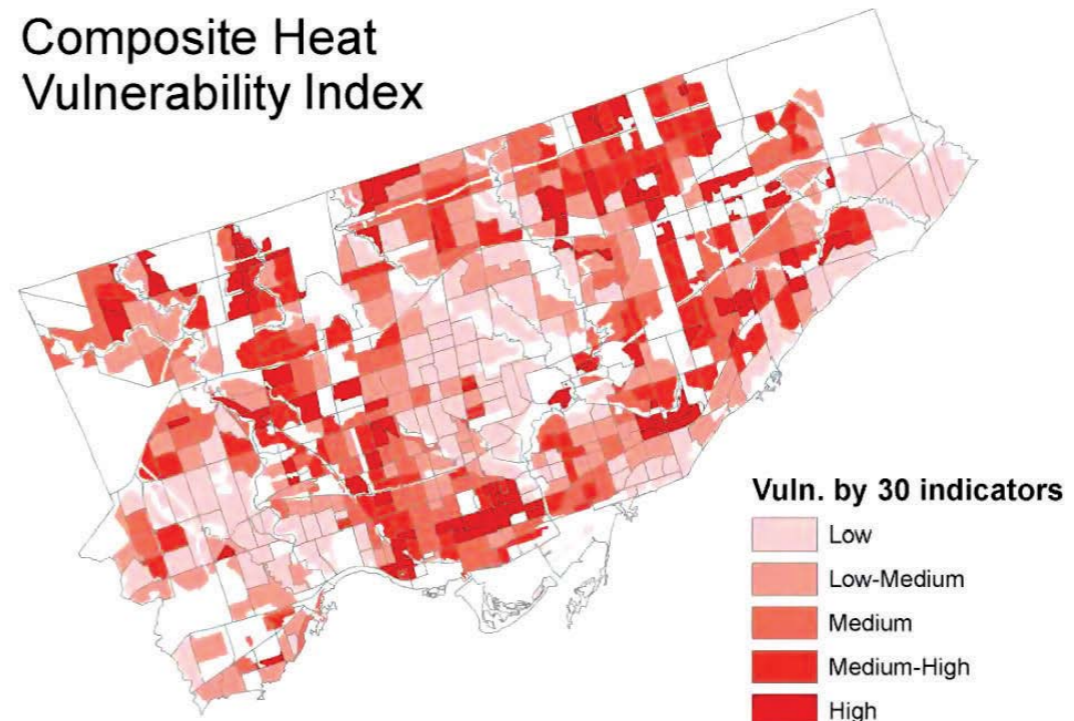 Composite Heat
Vulnerability Index
Vuln. by 30 indicators
Low
Low-Medium
Medium
Medium-High
High